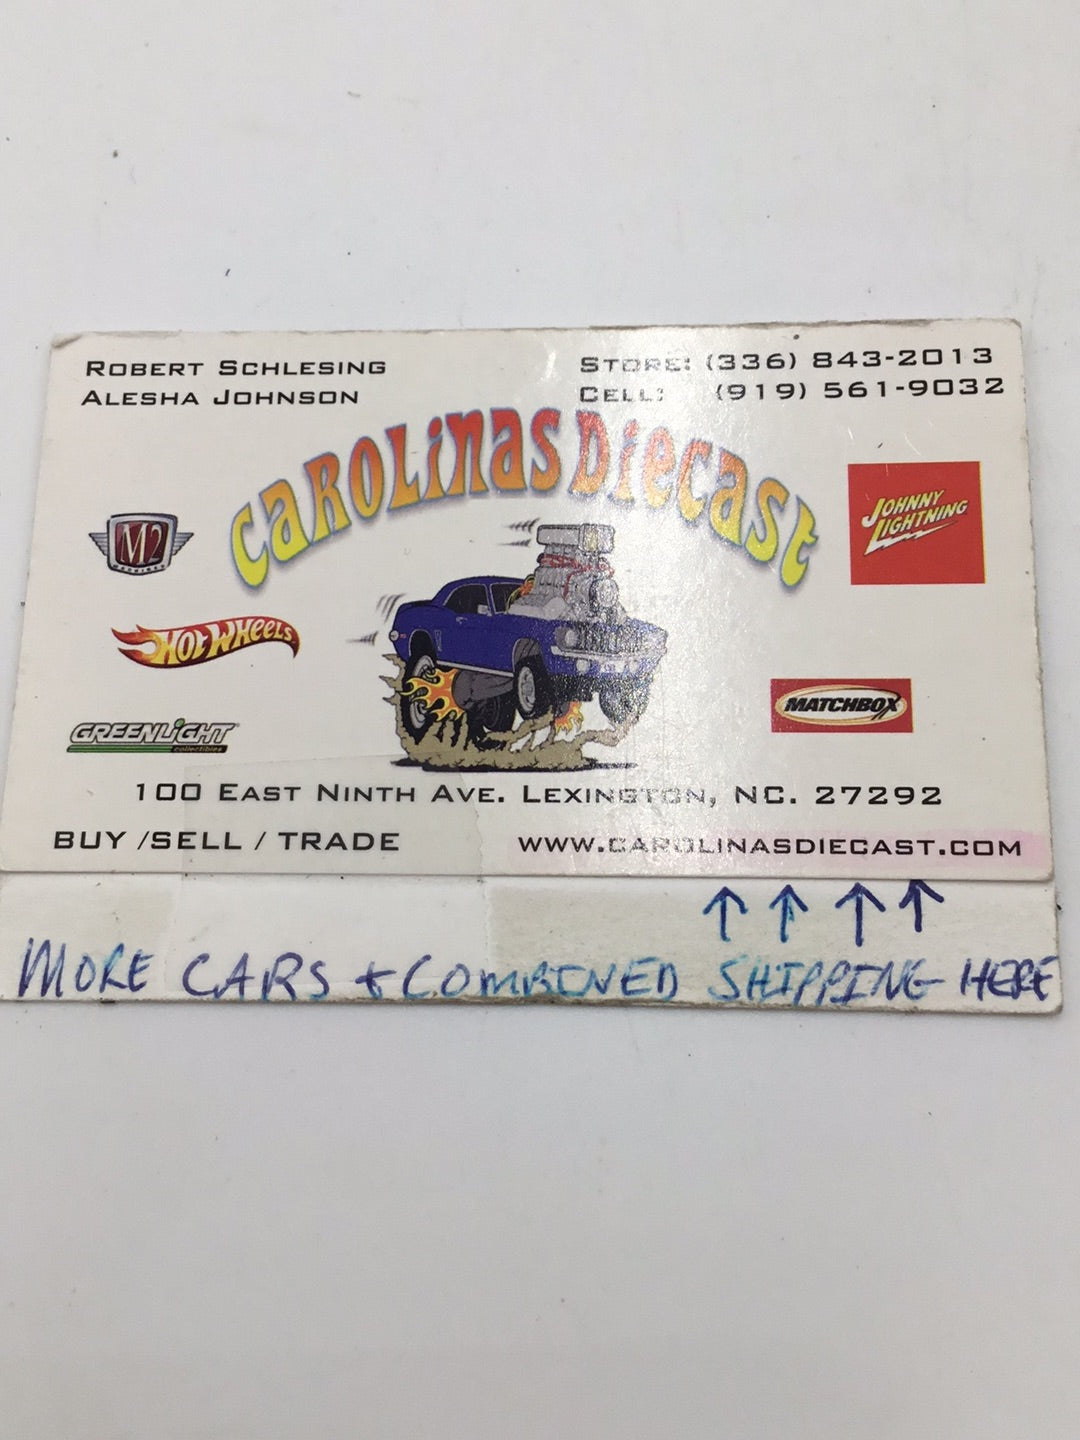 ROBERT SCHLESING
ALESHA JOHNSON
STORE: (336) 843-2013
CELL: (919) 561-9032
CAROLINAS DIECAST
M2
MACHINES
JOHNNY
LIGHTNING
HOT WHEELS
MATCHBOX
GREENLIGHT
collectibles
100 EAST NINTH AVE. LEXINGTON, NC. 27292
BUY /SELL / TRADE
WWW.CAROLINASDIECAST.COM
↑ ↑ ↑ ↑
MORE CARS + COMBINED SHIPPING HERE